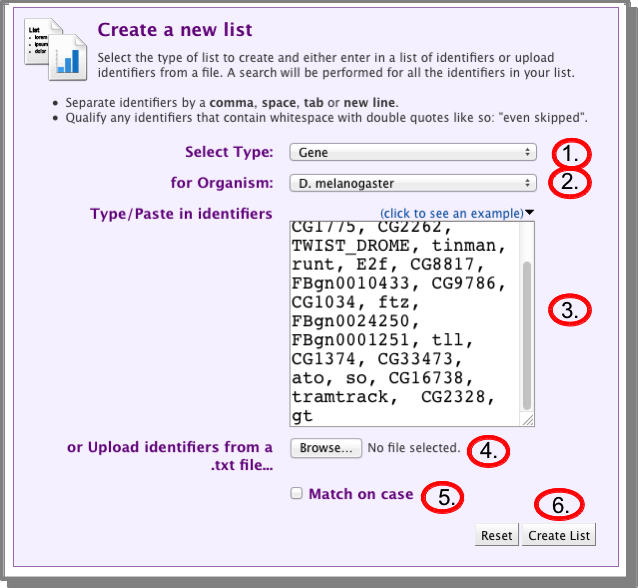 List
lorem
ipsum
dolor
Create a new list
Select the type of list to create and either enter in a list of identifiers or upload
identifiers from a file. A search will be performed for all the identifiers in your list.
• Separate identifiers by a comma, space, tab or new line.
• Qualify any identifiers that contain whitespace with double quotes like so: "even skipped".
Select Type: Gene 1.
for Organism: D. melanogaster 2.
Type/Paste in identifiers (click to see an example)
CG1775, CG2262,
TWIST_DROME, tinman,
runt, E2f, CG8817,
FBgn0010433, CG9786,
CG1034, ftz, 3.
FBgn0024250,
FBgn0001251, tll,
CG1374, CG33473,
ato, so, CG16738,
tramtrack, CG2328,
gt
or Upload identifiers from a Browse... No file selected. 4.
.txt file...
Match on case 5.
6.
Reset Create List